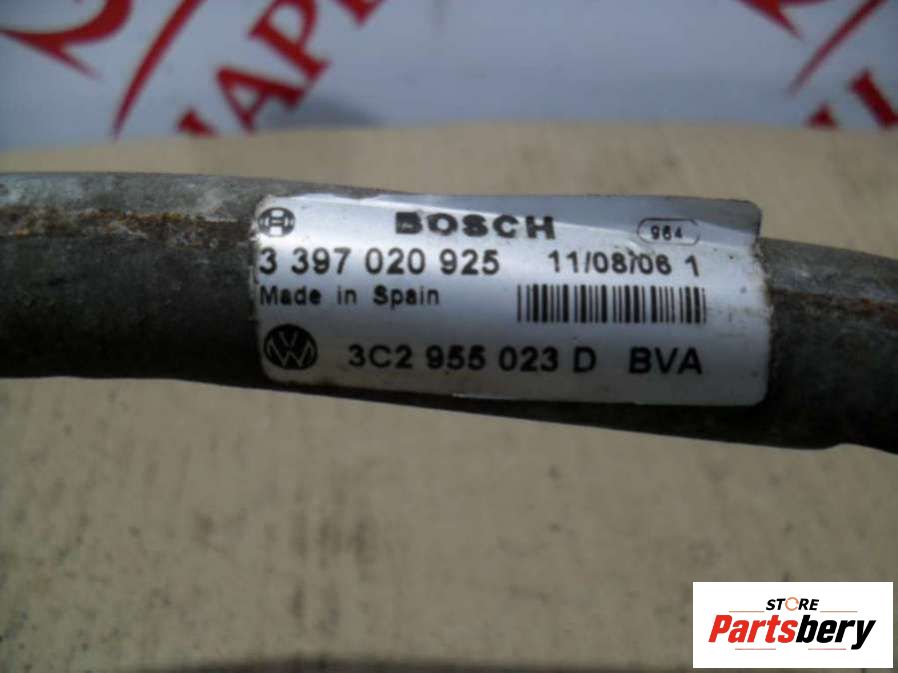 BOSCH 964
3 397 020 925 11/08/06 1
Made in Spain
VW 3C2 955 023 D BVA
STORE
Partsbery